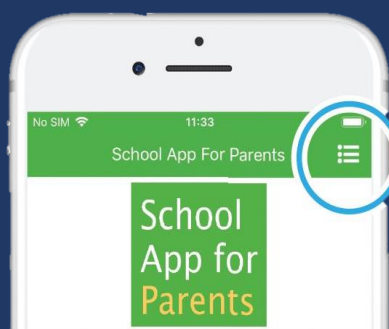 No SIM 11:33
School App For Parents
School
App for
Parents